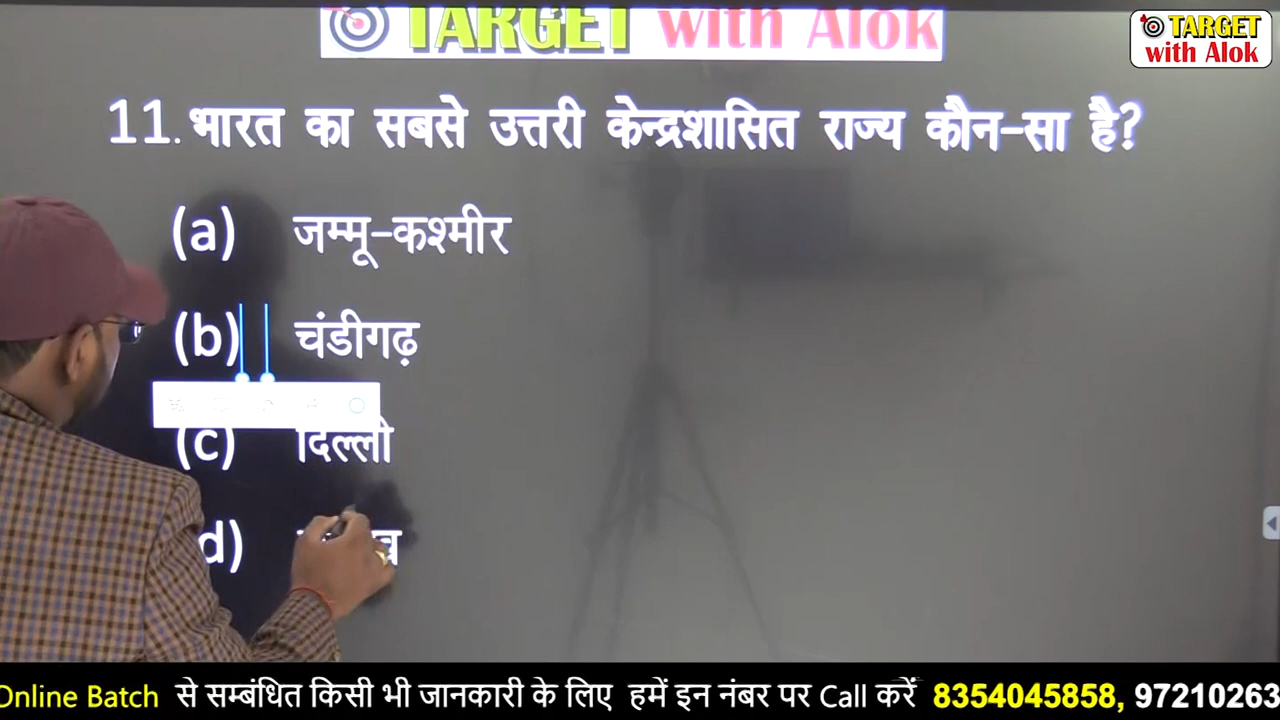 TARGET with Alok
TARGET
with Alok
11. भारत का सबसे उत्तरी केन्द्रशासित राज्य कौन-सा है?
(a) जम्मू-कश्मीर
(b) चंडीगढ़
(c) दिल्ली
d)
Online Batch से सम्बंधित किसी भी जानकारी के लिए हमें इन नंबर पर Call करें 8354045858, 97210263